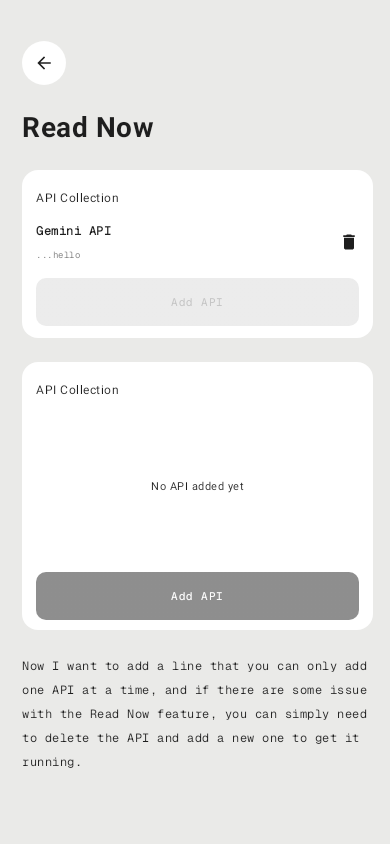 Read Now
API Collection
Gemini API
...hello
Add API
API Collection
No API added yet
Add API
Now I want to add a line that you can only add
one API at a time, and if there are some issue
with the Read Now feature, you can simply need
to delete the API and add a new one to get it
running.